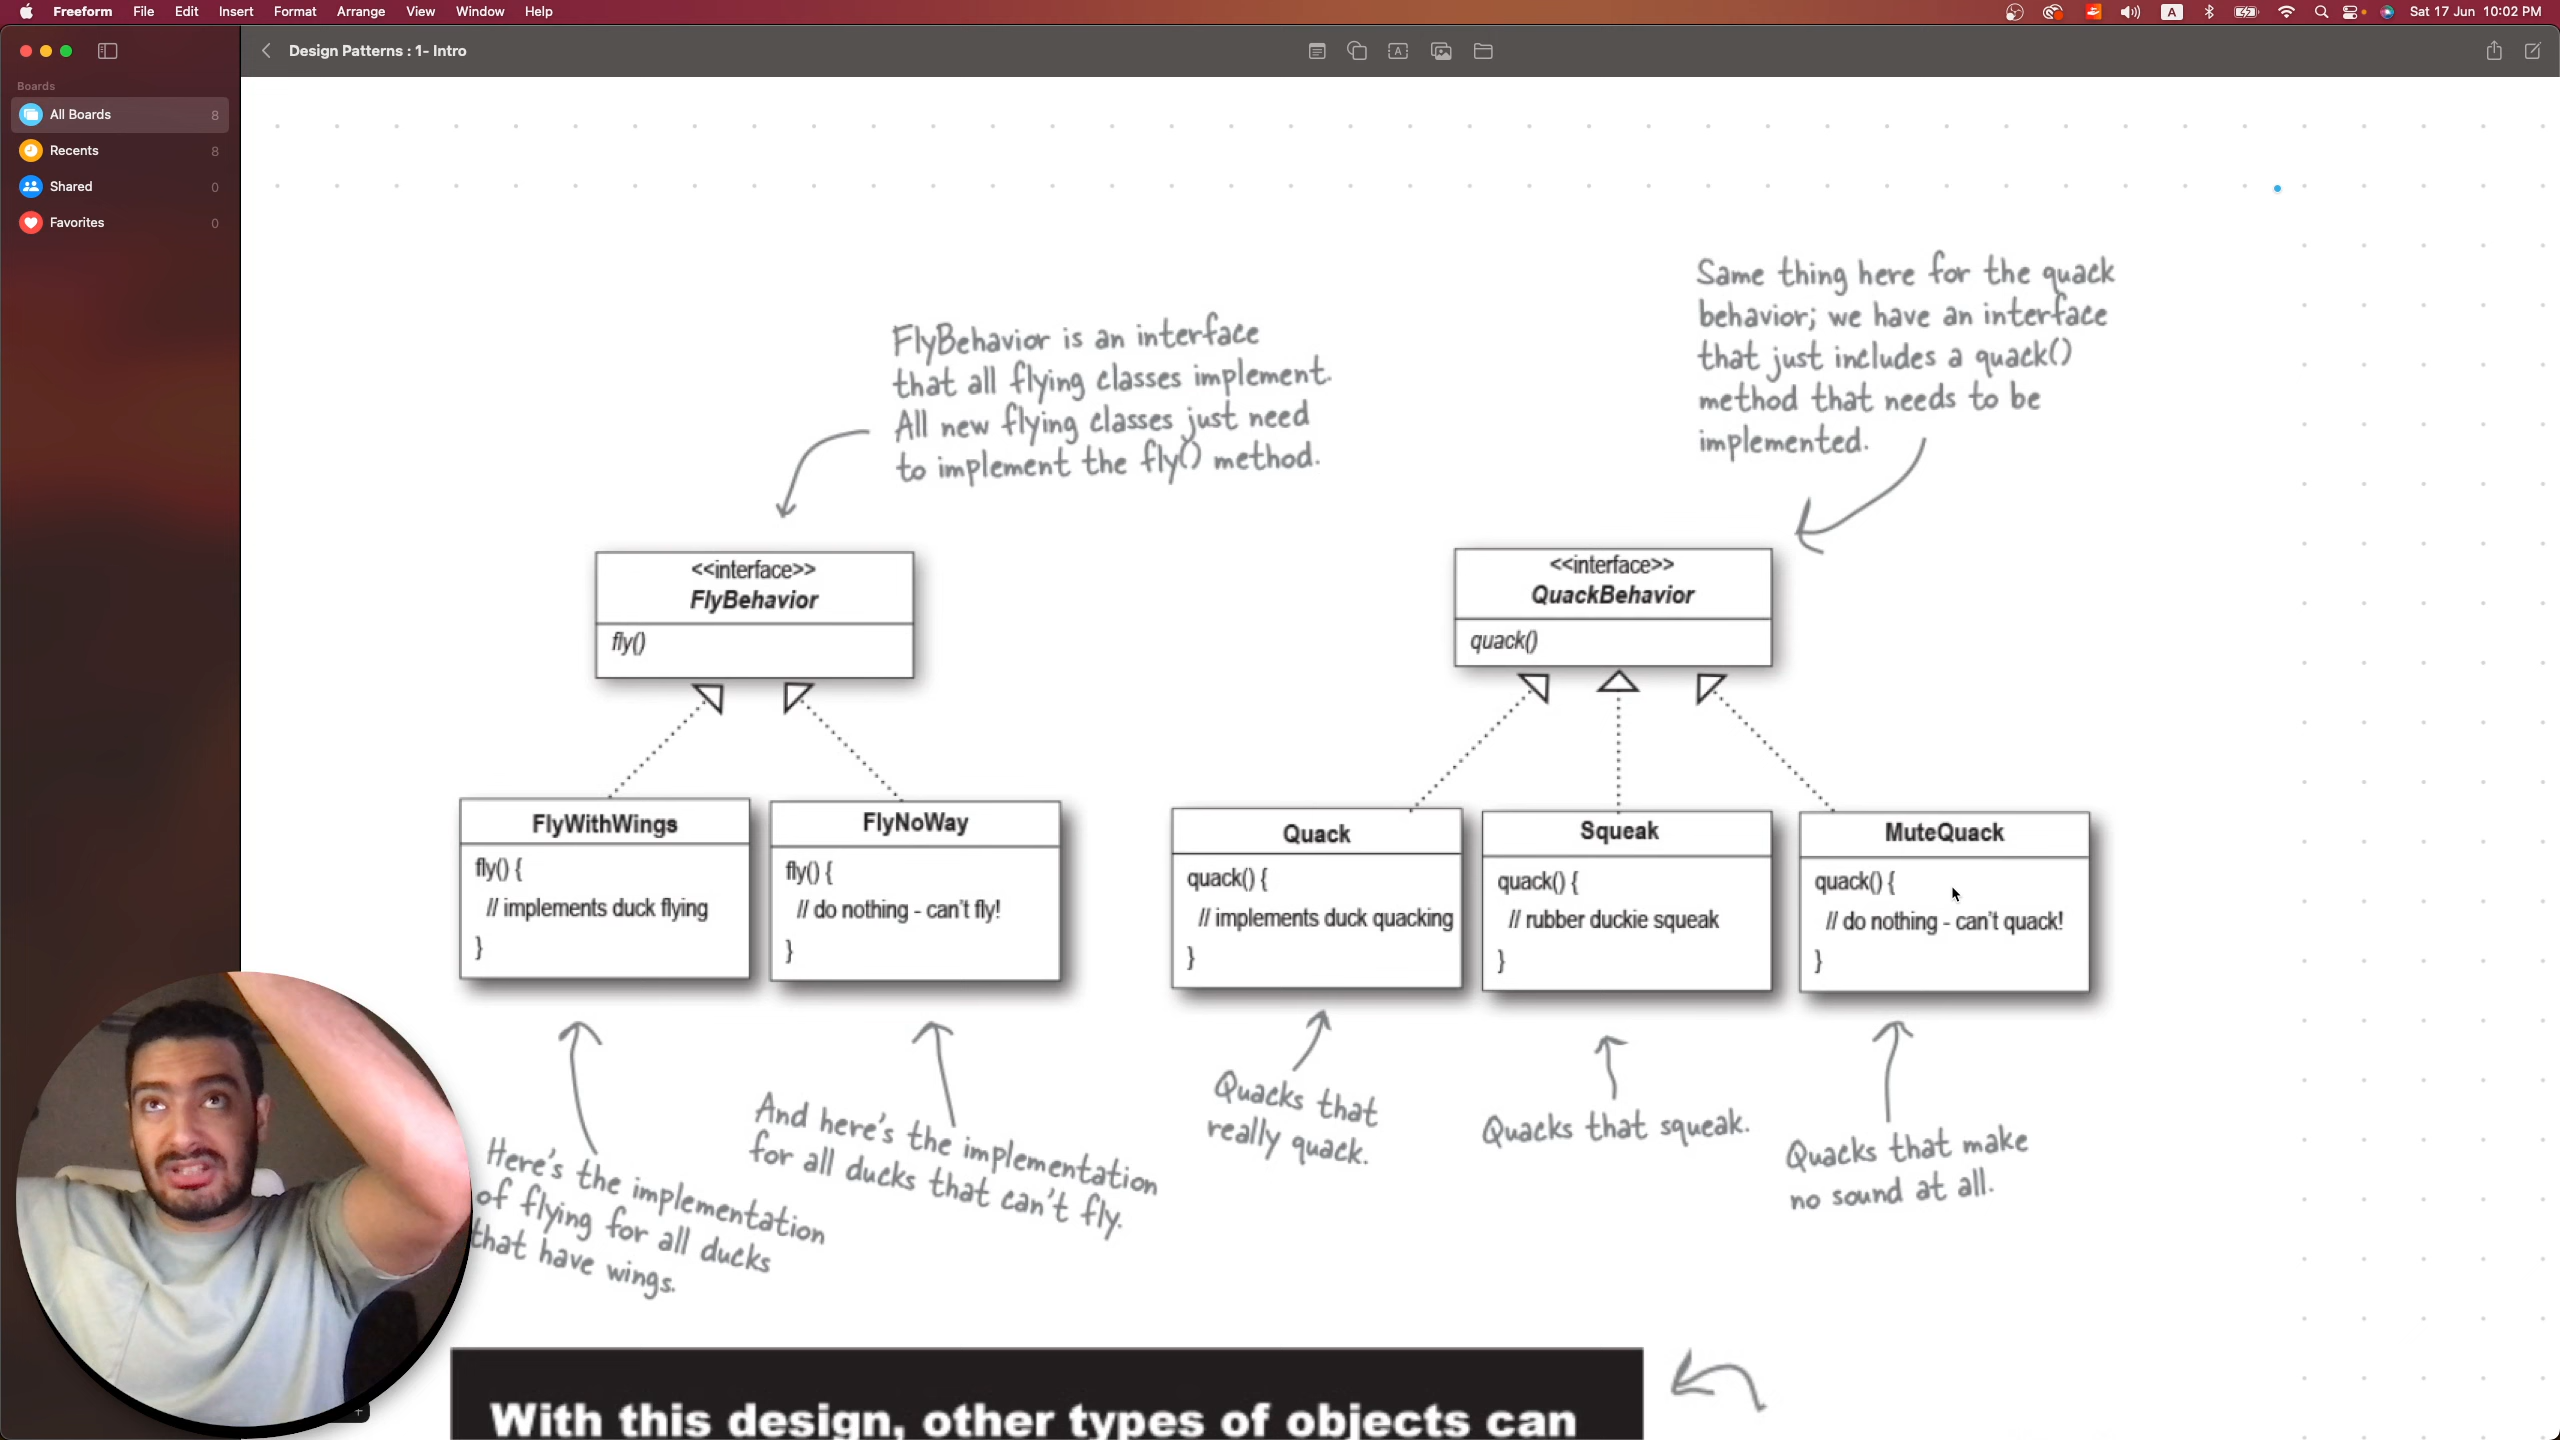 Freeform File Edit Insert Format Arrange View Window Help
A
Sat 17 Jun 10:02 PM
Design Patterns : 1- Intro
A
Boards
All Boards 8
Recents 8
Shared 0
Favorites 0
FlyBehavior is an interface
that all flying classes implement.
All new flying classes just need
to implement the fly() method.
Same thing here for the quack
behavior; we have an interface
that just includes a quack()
method that needs to be
implemented.
<<interface>>
FlyBehavior
fly()
<<interface>>
QuackBehavior
quack()
FlyWithWings
fly() {
// implements duck flying
}
FlyNoWay
fly() {
// do nothing - can't fly!
}
Quack
quack() {
// implements duck quacking
}
Squeak
quack() {
// rubber duckie squeak
}
MuteQuack
quack() {
// do nothing - can't quack!
}
Here's the implementation
of flying for all ducks
that have wings.
And here's the implementation
for all ducks that can't fly.
Quacks that
really quack.
Quacks that squeak.
Quacks that make
no sound at all.
With this design, other types of objects can